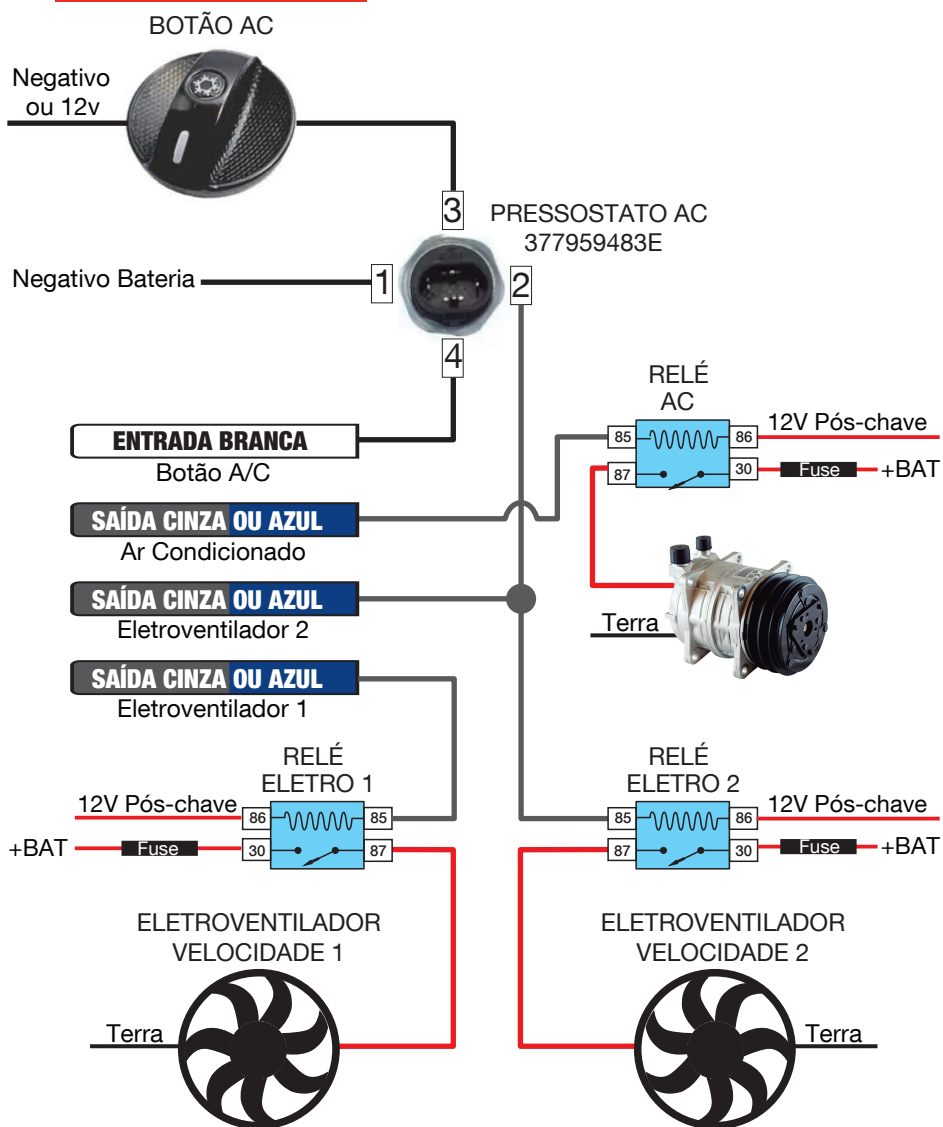 BOTÃO AC
Negativo
ou 12v
3
PRESSOSTATO AC
377959483E
Negativo Bateria
1
2
4
ENTRADA BRANCA
Botão A/C
SAÍDA CINZA OU AZUL
Ar Condicionado
SAÍDA CINZA OU AZUL
Eletroventilador 2
SAÍDA CINZA OU AZUL
Eletroventilador 1
RELÉ
AC
85
86
12V Pós-chave
87
30
Fuse
+BAT
Terra
RELÉ
ELETRO 1
12V Pós-chave
86
85
+BAT
Fuse
30
87
RELÉ
ELETRO 2
85
86
12V Pós-chave
87
30
Fuse
+BAT
ELETROVENTILADOR
VELOCIDADE 1
Terra
ELETROVENTILADOR
VELOCIDADE 2
Terra